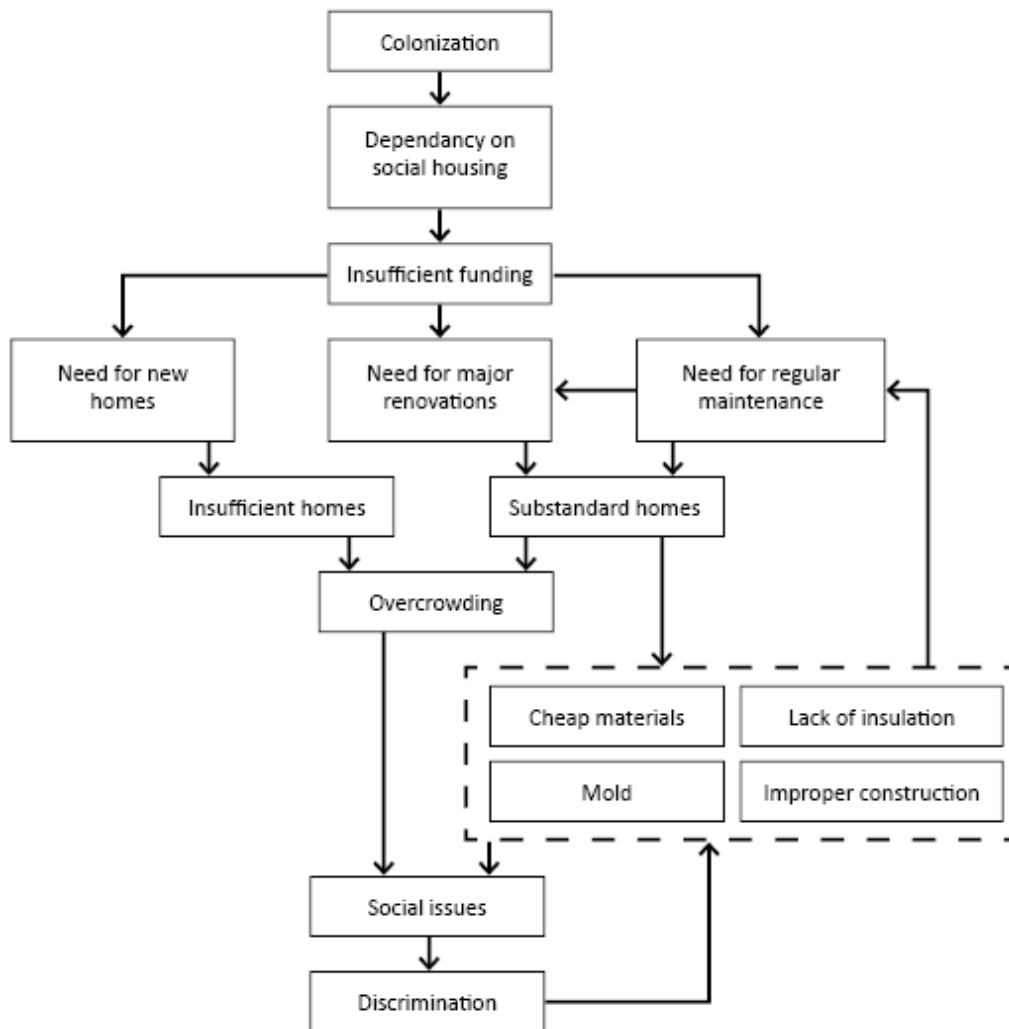 Colonization
Dependancy on
social housing
Insufficient funding
Need for new
homes
Need for major
renovations
Need for regular
maintenance
Insufficient homes
Substandard homes
Overcrowding
Cheap materials
Lack of insulation
Mold
Improper construction
Social issues
Discrimination